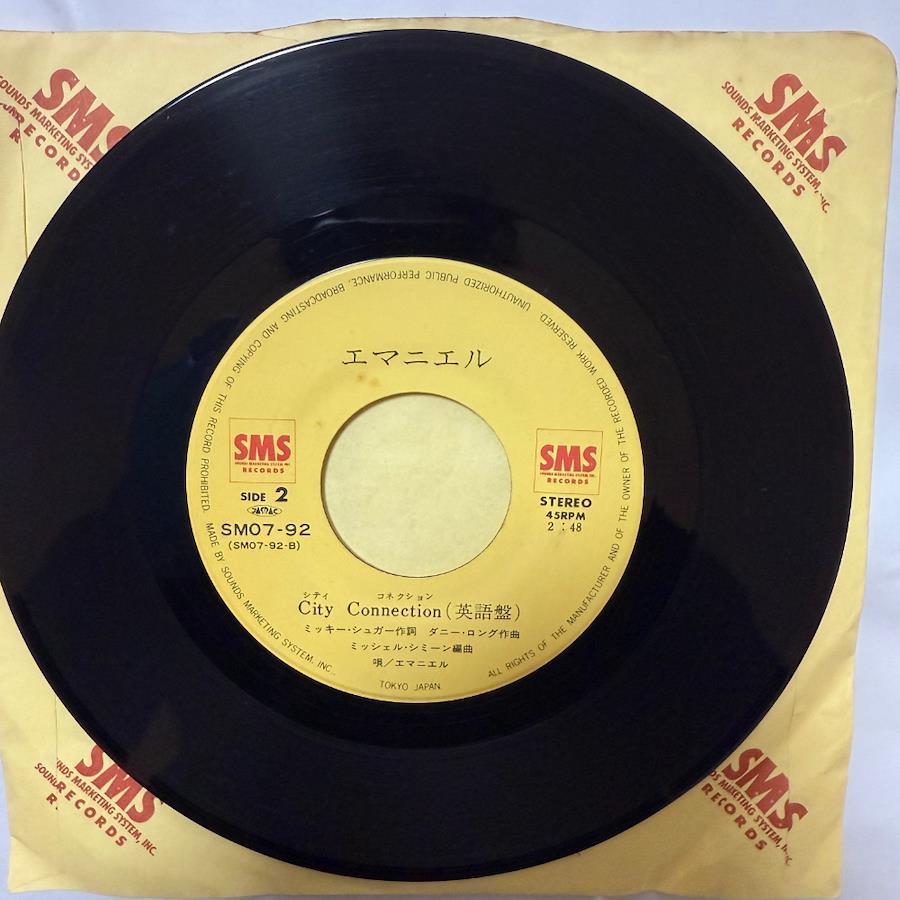 SMS
SOUNDS MARKETING SYSTEM, INC.
RECORDS
SMS
SOUNDS MARKETING SYSTEM, INC.
RECORDS
UNAUTHORIZED PUBLIC PERFORMANCE, BROADCASTING AND COPYING OF THIS RECORD PROHIBITED. MADE BY SOUNDS MARKETING SYSTEM, INC.,
TOKYO JAPAN.
ALL RIGHTS OF THE MANUFACTURER AND OF THE OWNER OF THE RECORDED WORK RESERVED.
エマニエル
SMS
SOUNDS MARKETING SYSTEM, INC.
RECORDS
SIDE 2
JASRAC
SM07-92
(SM07-92-B)
SMS
SOUNDS MARKETING SYSTEM, INC.
RECORDS
STEREO
45RPM
2:48
シティ コネクション
City Connection(英語盤)
ミッキー・シュガー作詞 ダニー・ロング作曲
ミッシェル・シミーン編曲
唄/エマニエル
SMS
SOUNDS MARKETING SYSTEM, INC.
RECORDS
SMS
RECORDS